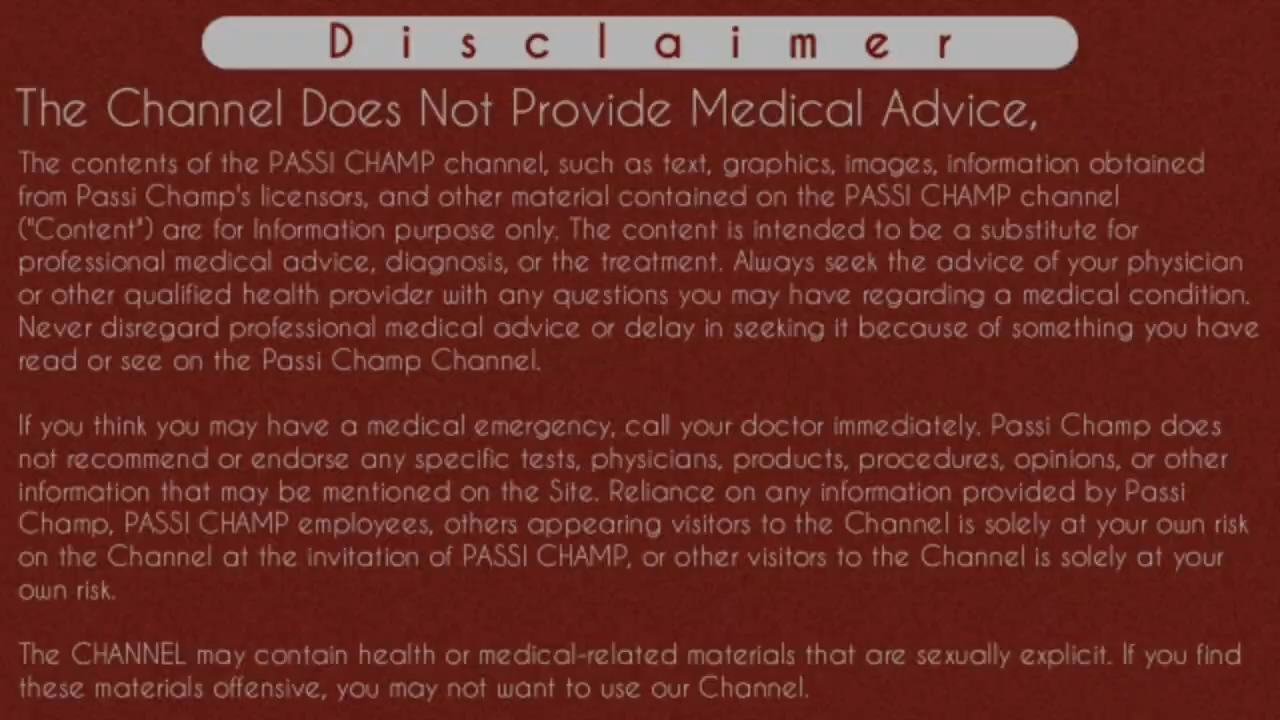 Disclaimer
The Channel Does Not Provide Medical Advice,
The contents of the PASSI CHAMP channel, such as text, graphics, images, information obtained
from Passi Champ's licensors, and other material contained on the PASSI CHAMP channel
("Content") are for Information purpose only. The content is intended to be a substitute for
professional medical advice, diagnosis, or the treatment. Always seek the advice of your physician
or other qualified health provider with any questions you may have regarding a medical condition.
Never disregard professional medical advice or delay in seeking it because of something you have
read or see on the Passi Champ Channel.
If you think you may have a medical emergency, call your doctor immediately. Passi Champ does
not recommend or endorse any specific tests, physicians, products, procedures, opinions, or other
information that may be mentioned on the Site. Reliance on any information provided by Passi
Champ, PASSI CHAMP employees, others appearing visitors to the Channel is solely at your own risk
on the Channel at the invitation of PASSI CHAMP, or other visitors to the Channel is solely at your
own risk.
The CHANNEL may contain health or medical-related materials that are sexually explicit. If you find
these materials offensive, you may not want to use our Channel.